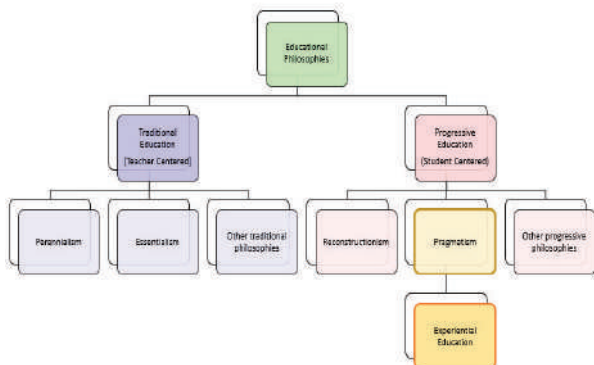 Educational
Philosophies
Traditional
Education
(Teacher Centered)
Progressive
Education
(Student Centered)
Perennialism
Essentialism
Other traditional
philosophies
Reconstructionism
Pragmatism
Other progressive
philosophies
Experiential
Education